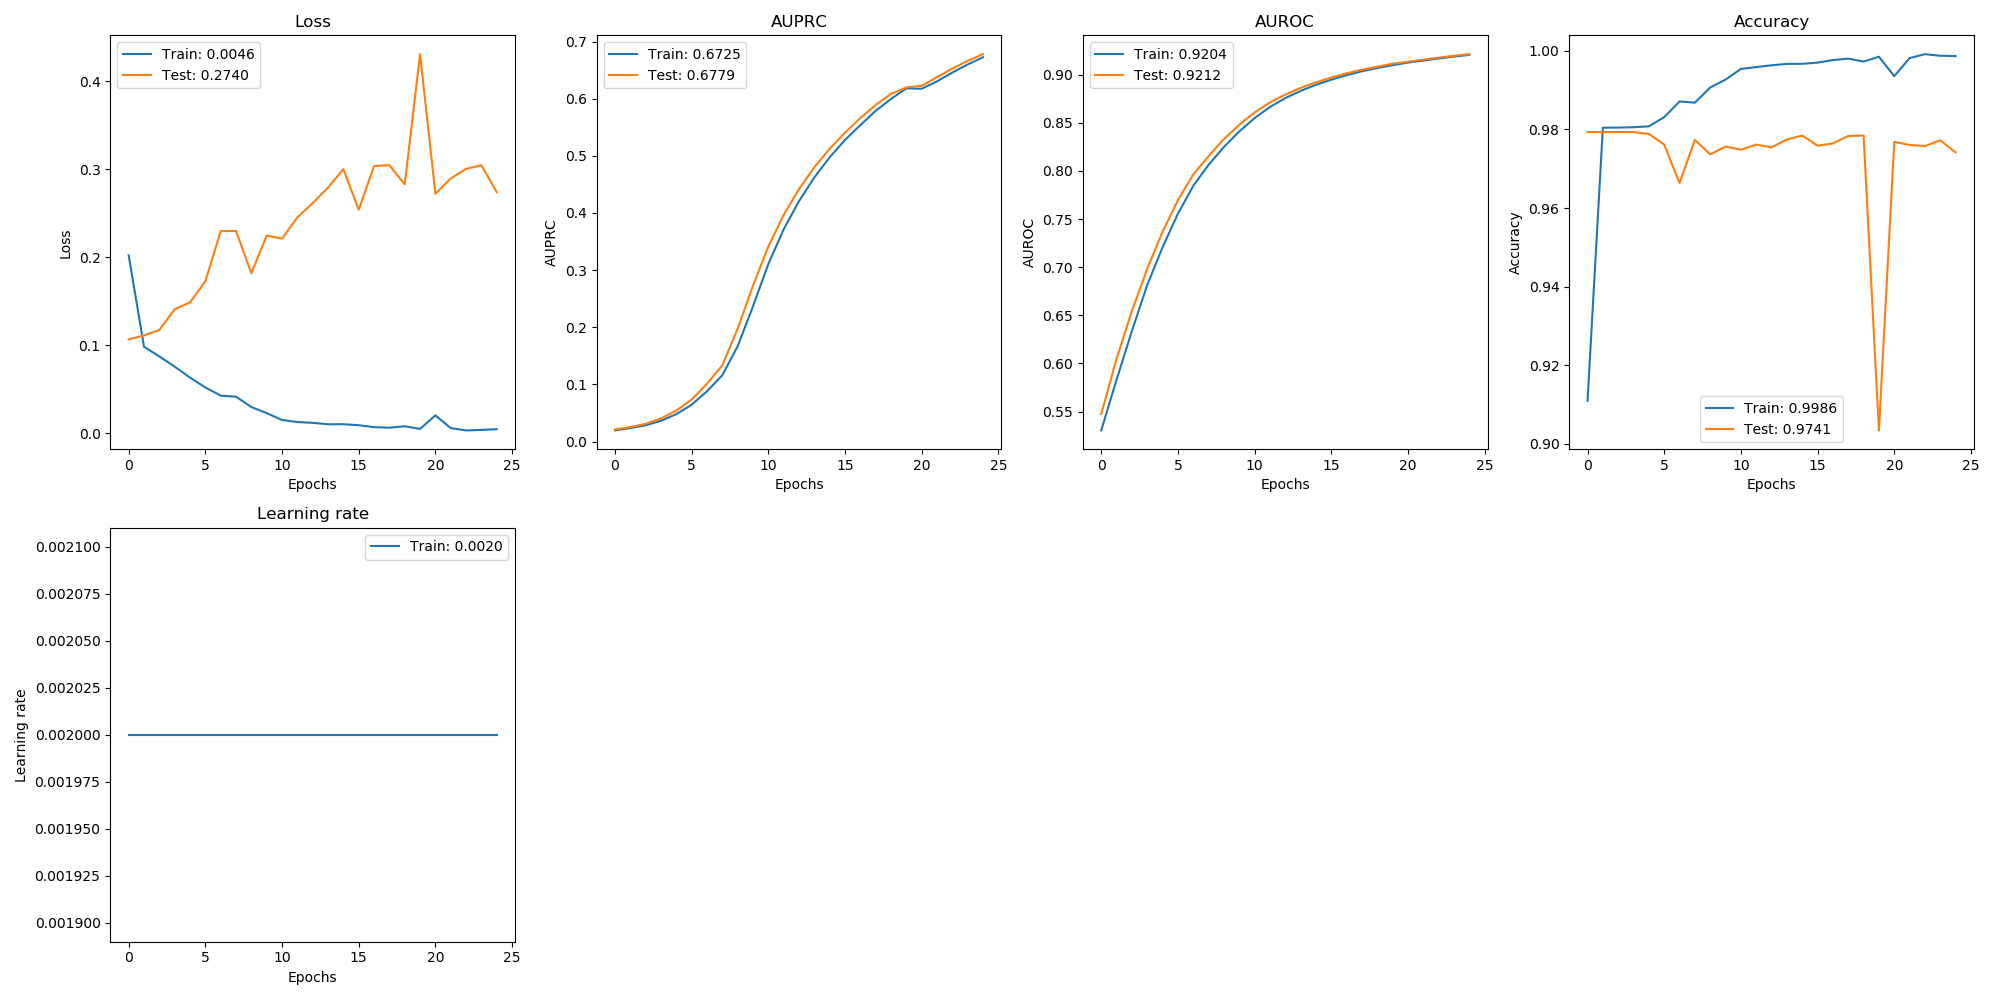 Loss
Train: 0.0046
Test: 0.2740
0.4
0.3
0.2
0.1
0.0
Loss
0 5 10 15 20 25
Epochs
AUPRC
Train: 0.6725
Test: 0.6779
0.7
0.6
0.5
0.4
0.3
0.2
0.1
0.0
AUPRC
0 5 10 15 20 25
Epochs
AUROC
Train: 0.9204
Test: 0.9212
0.90
0.85
0.80
0.75
0.70
0.65
0.60
0.55
AUROC
0 5 10 15 20 25
Epochs
Accuracy
1.00
0.98
0.96
0.94
0.92
0.90
Accuracy
Train: 0.9986
Test: 0.9741
0 5 10 15 20 25
Epochs
Learning rate
Train: 0.0020
0.002100
0.002075
0.002050
0.002025
0.002000
0.001975
0.001950
0.001925
0.001900
Learning rate
0 5 10 15 20 25
Epochs